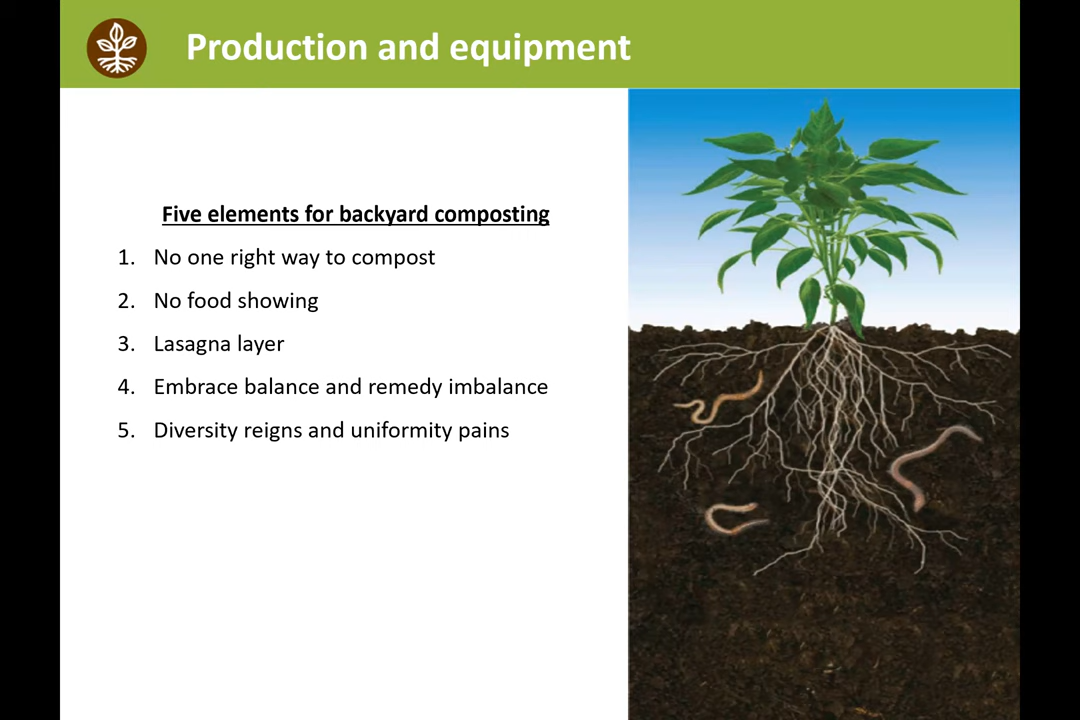 Production and equipment
Five elements for backyard composting
1. No one right way to compost
2. No food showing
3. Lasagna layer
4. Embrace balance and remedy imbalance
5. Diversity reigns and uniformity pains